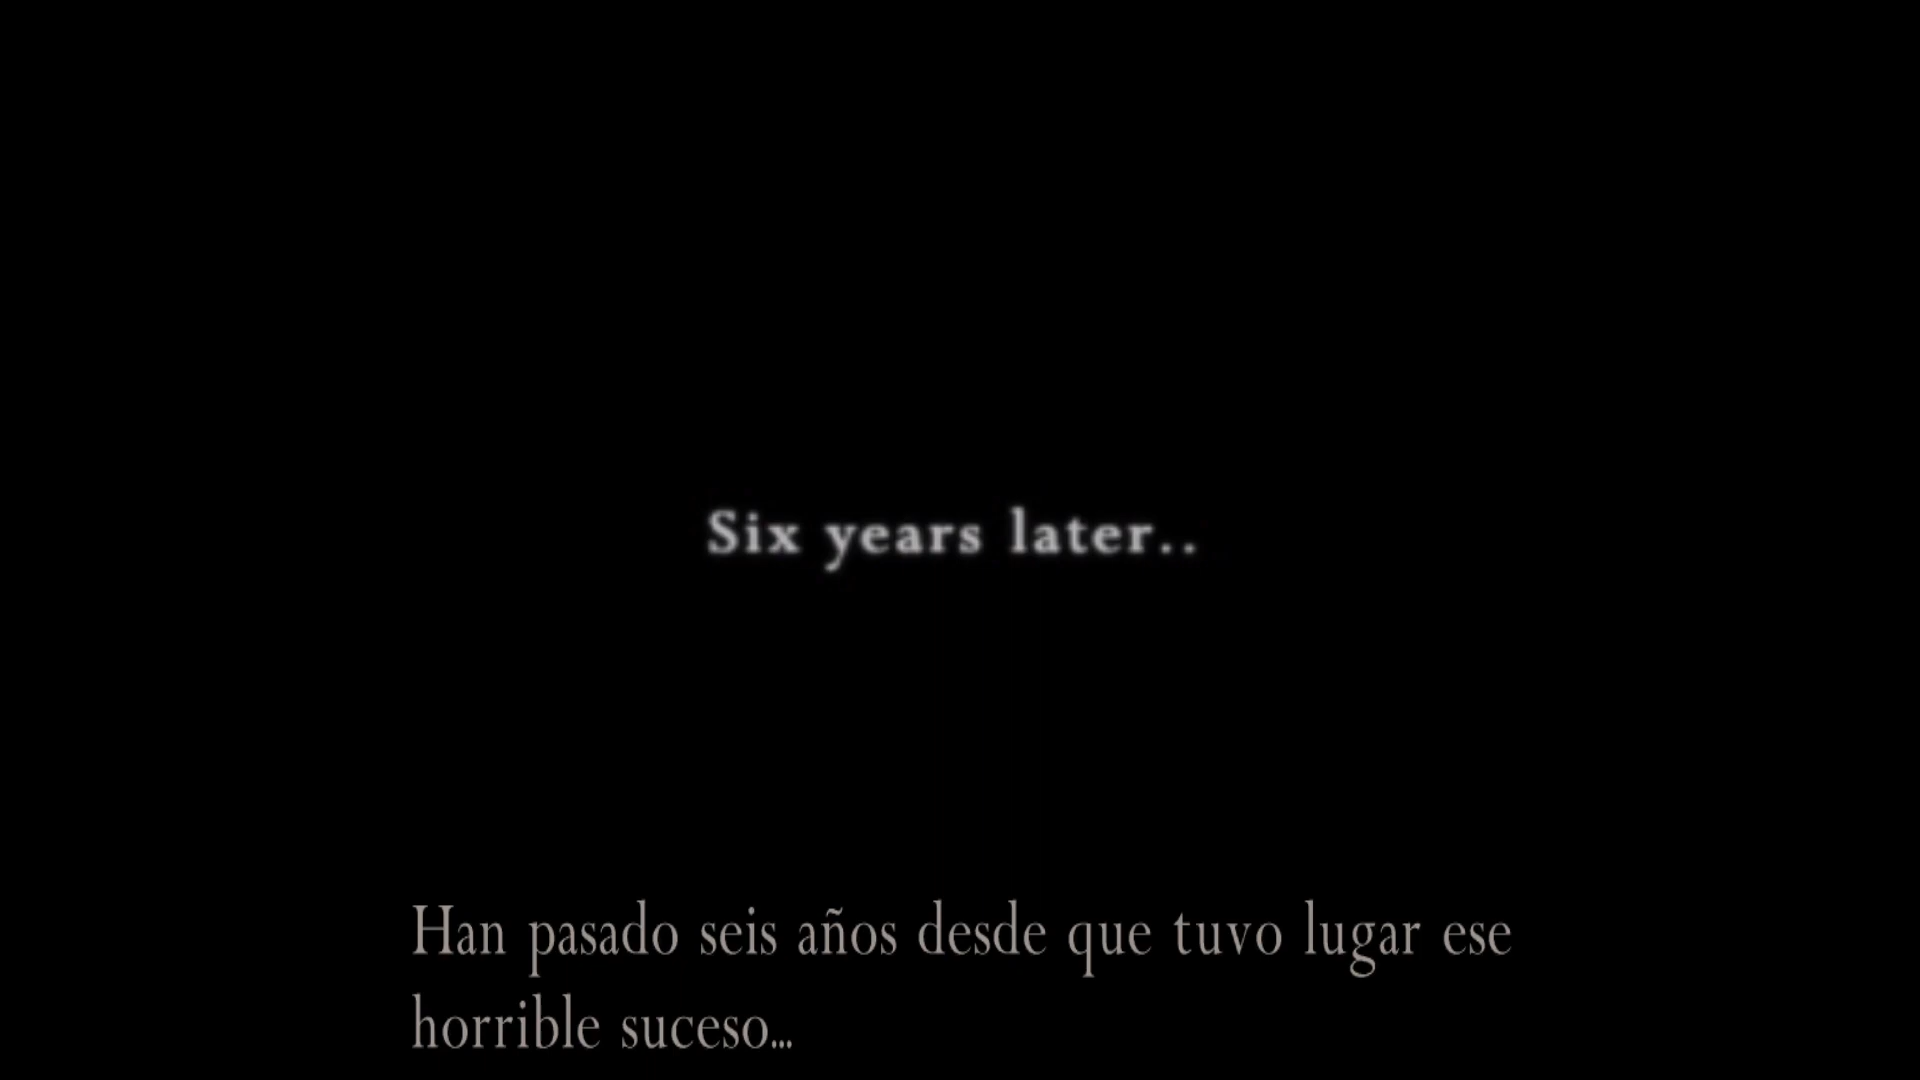 Six years later..
Han pasado seis años desde que tuvo lugar ese
horrible suceso...